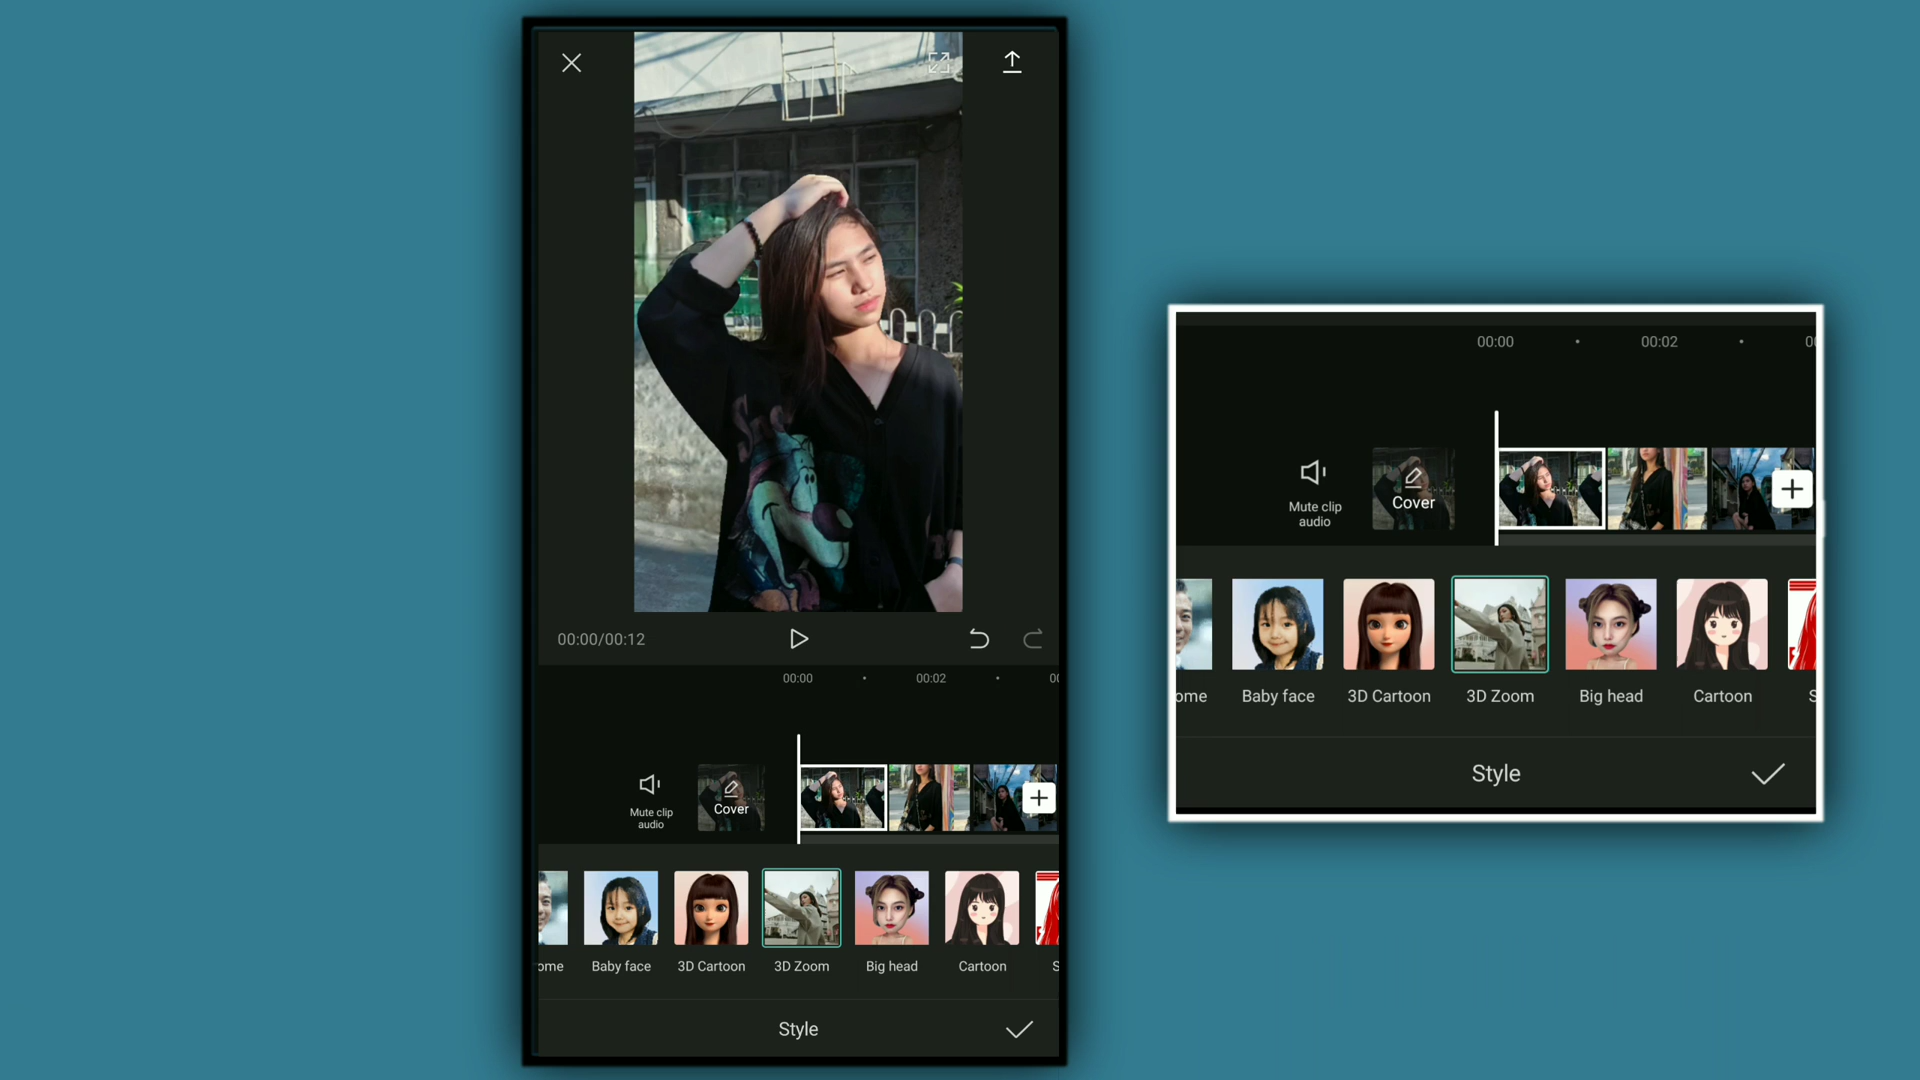 00:00/00:12
00:00 • 00:02 •
Mute clip
audio
Cover
ome
Baby face
3D Cartoon
3D Zoom
Big head
Cartoon
S
Style
00:00 • 00:02 •
Mute clip
audio
Cover
ome
Baby face
3D Cartoon
3D Zoom
Big head
Cartoon
S
Style